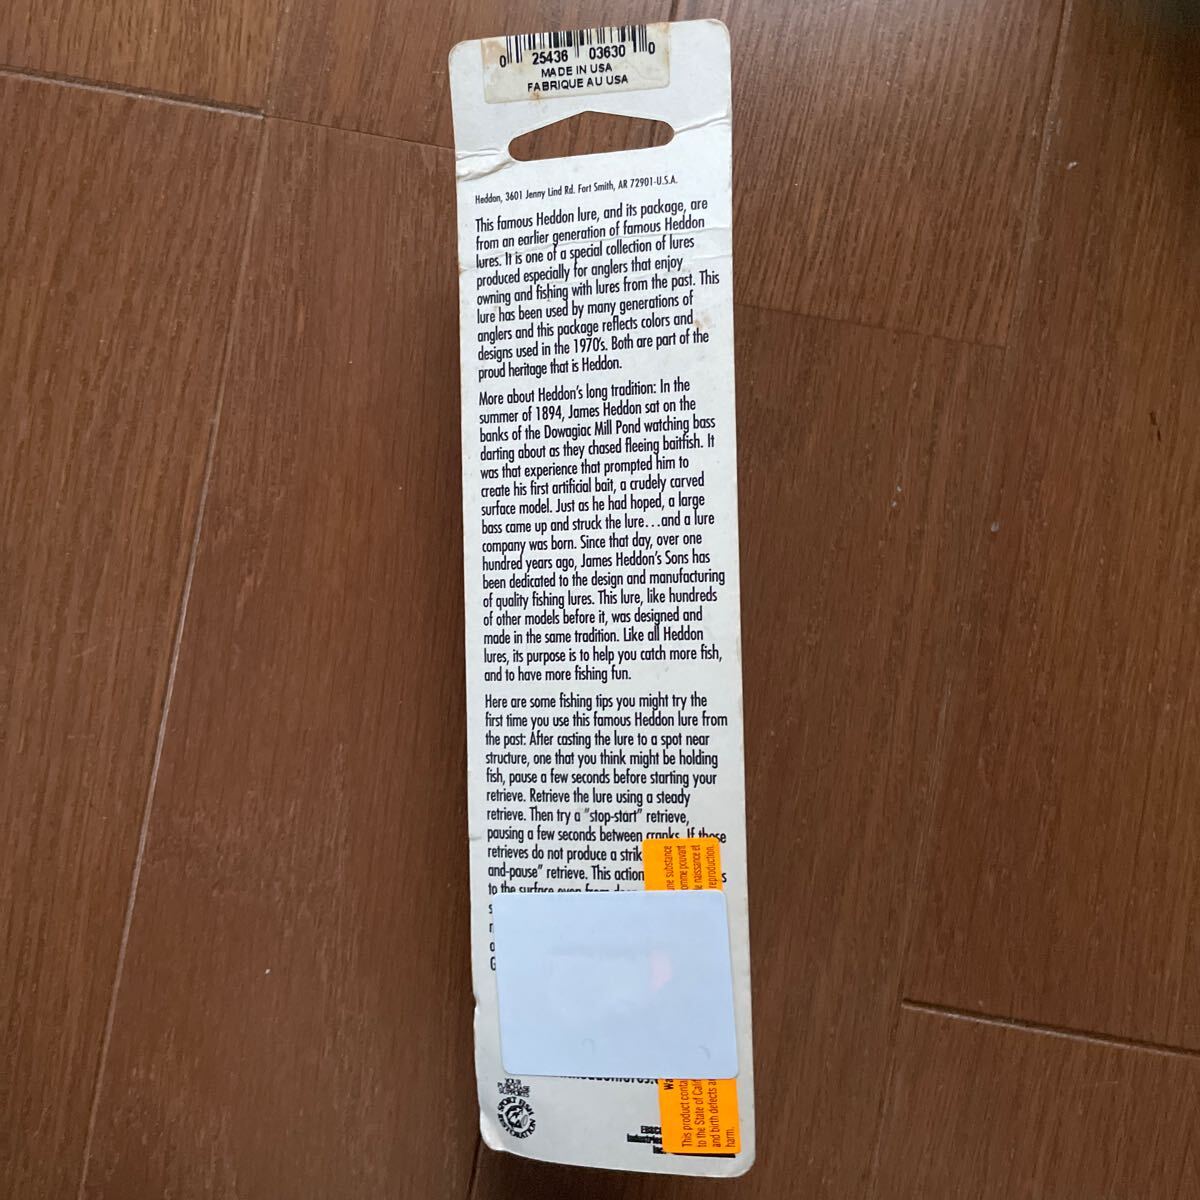 0 25436 03630 0
MADE IN USA
FABRIQUE AU USA
Heddon, 3601 Jenny Lind Rd. Fort Smith, AR 72901-U.S.A.
This famous Heddon lure, and its package, are
from an earlier generation of famous Heddon
lures. It is one of a special collection of lures
produced especially for anglers that enjoy
owning and fishing with lures from the past. This
lure has been used by many generations of
anglers and this package reflects colors and
designs used in the 1970's. Both are part of the
proud heritage that is Heddon.
More about Heddon's long tradition: In the
summer of 1894, James Heddon sat on the
banks of the Dowagiac Mill Pond watching bass
darting about as they chased fleeing baitfish. It
was that experience that prompted him to
create his first artificial bait, a crudely carved
surface model. Just as he had hoped, a large
bass came up and struck the lure...and a lure
company was born. Since that day, over one
hundred years ago, James Heddon's Sons has
been dedicated to the design and manufacturing
of quality fishing lures. This lure, like hundreds
of other models before it, was designed and
made in the same tradition. Like all Heddon
lures, its purpose is to help you catch more fish,
and to have more fishing fun.
Here are some fishing tips you might try the
first time you use this famous Heddon lure from
the past: After casting the lure to a spot near
structure, one that you think might be holding
fish, pause a few seconds before starting your
retrieve. Retrieve the lure using a steady
retrieve. Then try a "stop-start" retrieve,
pausing a few seconds between cranks. If those
retrieves do not produce a strik
and-pause" retrieve. This action
to the surface even from
une substance
omme pouvant
naissance et
reproduction.
This product conta
to the State of Calif
and birth defects a
harm.
SPORT FISH
RESTORATION
Industries